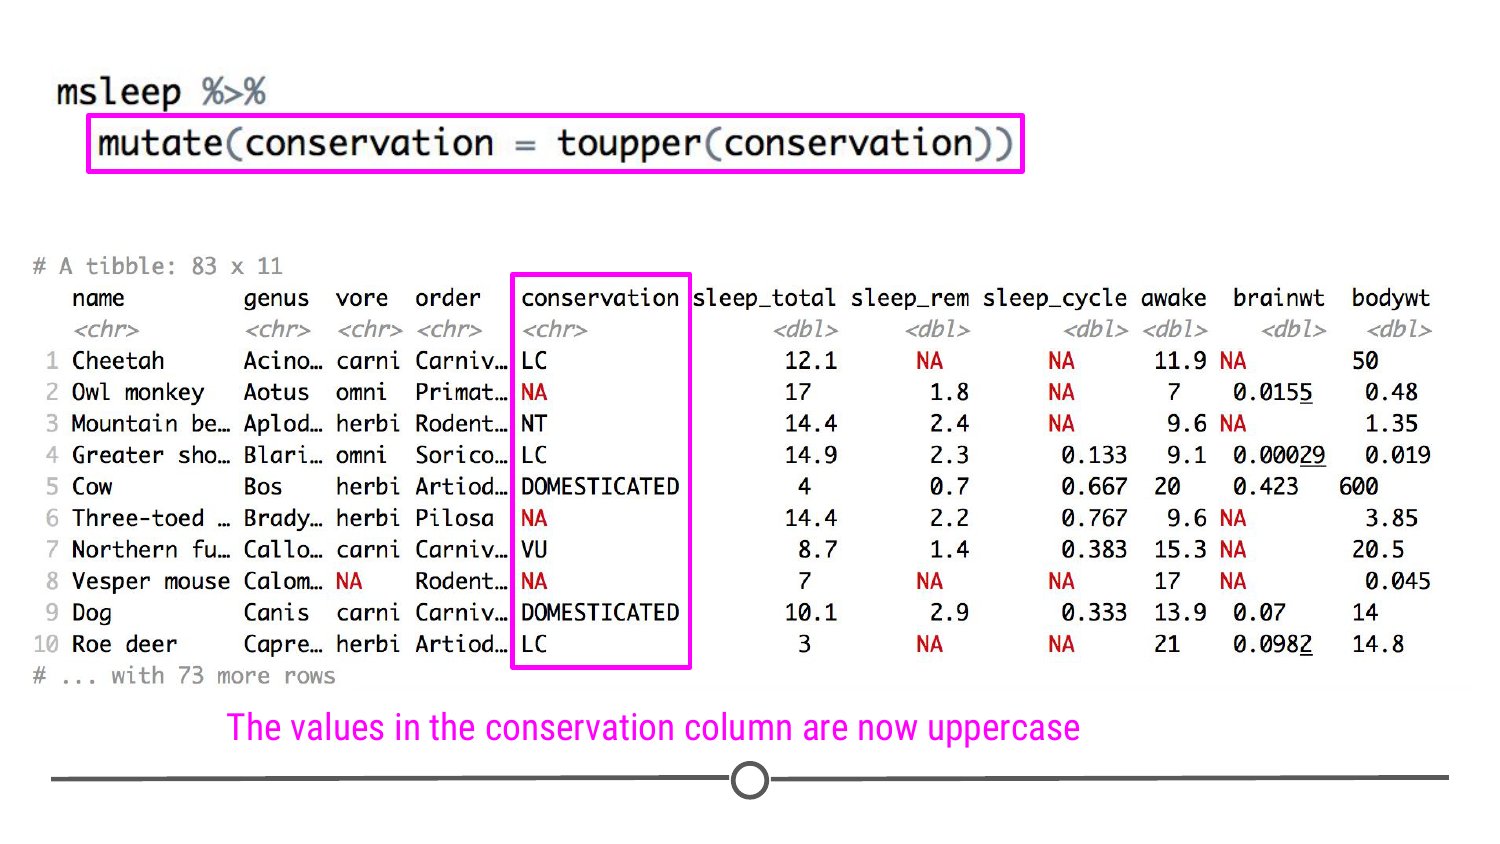 msleep %>%
mutate(conservation = toupper(conservation))
# A tibble: 83 x 11
name genus vore order conservation sleep_total sleep_rem sleep_cycle awake brainwt bodywt
<chr> <chr> <chr> <chr> <chr> <dbl> <dbl> <dbl> <dbl> <dbl> <dbl>
1 Cheetah Acino… carni Carniv… LC 12.1 NA NA 11.9 NA 50
2 Owl monkey Aotus omni Primat… NA 17 1.8 NA 7 0.0155 0.48
3 Mountain be… Aplod… herbi Rodent… NT 14.4 2.4 NA 9.6 NA 1.35
4 Greater sho… Blari… omni Sorico… LC 14.9 2.3 0.133 9.1 0.00029 0.019
5 Cow Bos herbi Artiod… DOMESTICATED 4 0.7 0.667 20 0.423 600
6 Three-toed … Brady… herbi Pilosa NA 14.4 2.2 0.767 9.6 NA 3.85
7 Northern fu… Callo… carni Carniv… VU 8.7 1.4 0.383 15.3 NA 20.5
8 Vesper mouse Calom… NA Rodent… NA 7 NA NA 17 NA 0.045
9 Dog Canis carni Carniv… DOMESTICATED 10.1 2.9 0.333 13.9 0.07 14
10 Roe deer Capre… herbi Artiod… LC 3 NA NA 21 0.0982 14.8
# ... with 73 more rows
The values in the conservation column are now uppercase